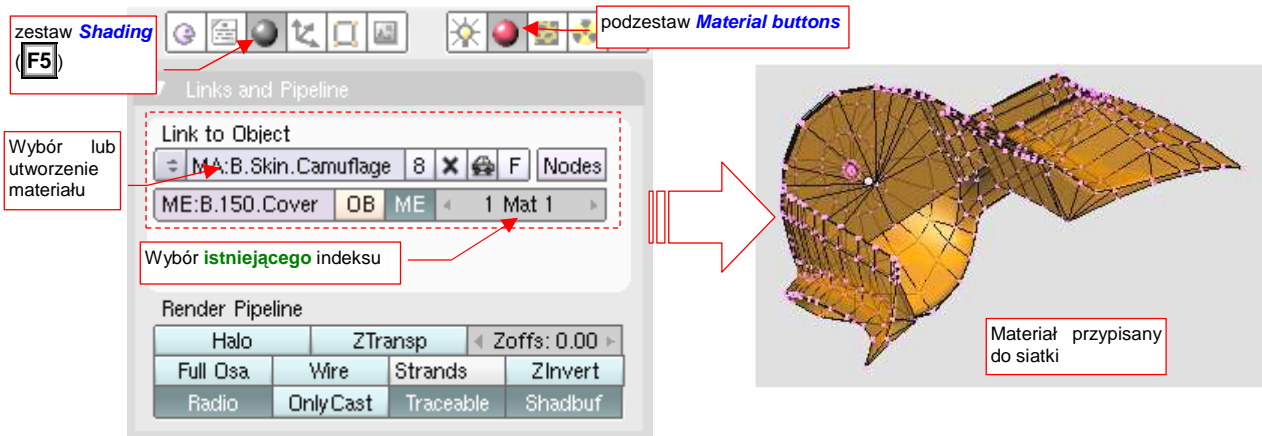 zestaw Shading
(F5)
podzestaw Material buttons
Links and Pipeline
Link to Object
MA:B.Skin.Camuflage 8 F Nodes
ME:B.150.Cover OB ME 1 Mat 1
Wybór lub
utworzenie
materiału
Wybór istniejącego indeksu
Render Pipeline
Halo ZTransp Zoffs: 0.00
Full Osa Wire Strands ZInvert
Radio OnlyCast Traceable Shadbuf
Materiał przypisany
do siatki